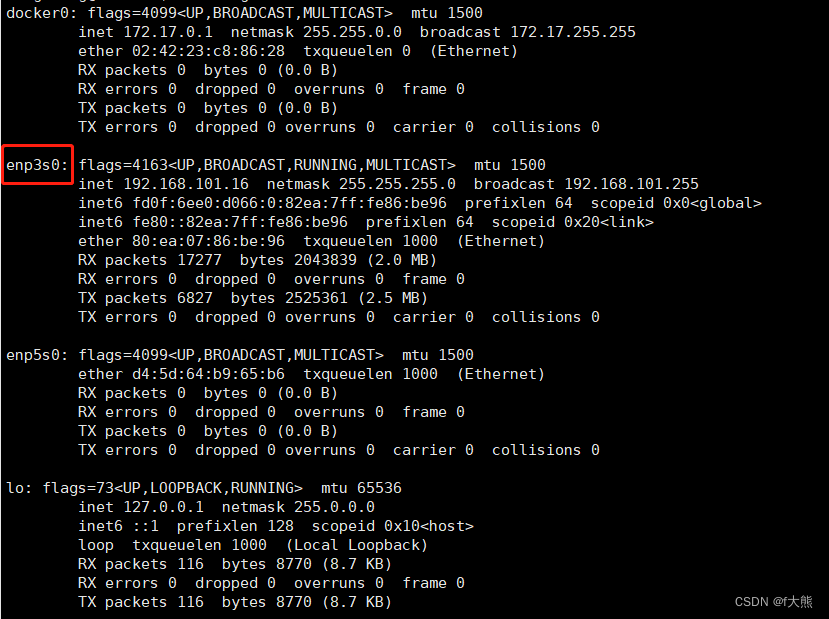 docker0: flags=4099<UP,BROADCAST,MULTICAST>  mtu 1500
        inet 172.17.0.1  netmask 255.255.0.0  broadcast 172.17.255.255
        ether 02:42:23:c8:86:28  txqueuelen 0  (Ethernet)
        RX packets 0  bytes 0 (0.0 B)
        RX errors 0  dropped 0  overruns 0  frame 0
        TX packets 0  bytes 0 (0.0 B)
        TX errors 0  dropped 0 overruns 0  carrier 0  collisions 0

enp3s0: flags=4163<UP,BROADCAST,RUNNING,MULTICAST>  mtu 1500
        inet 192.168.101.16  netmask 255.255.255.0  broadcast 192.168.101.255
        inet6 fd0f:6ee0:d066:0:82ea:7ff:fe86:be96  prefixlen 64  scopeid 0x0<global>
        inet6 fe80::82ea:7ff:fe86:be96  prefixlen 64  scopeid 0x20<link>
        ether 80:ea:07:86:be:96  txqueuelen 1000  (Ethernet)
        RX packets 17277  bytes 2043839 (2.0 MB)
        RX errors 0  dropped 0  overruns 0  frame 0
        TX packets 6827  bytes 2525361 (2.5 MB)
        TX errors 0  dropped 0 overruns 0  carrier 0  collisions 0

enp5s0: flags=4099<UP,BROADCAST,MULTICAST>  mtu 1500
        ether d4:5d:64:b9:65:b6  txqueuelen 1000  (Ethernet)
        RX packets 0  bytes 0 (0.0 B)
        RX errors 0  dropped 0  overruns 0  frame 0
        TX packets 0  bytes 0 (0.0 B)
        TX errors 0  dropped 0 overruns 0  carrier 0  collisions 0

lo: flags=73<UP,LOOPBACK,RUNNING>  mtu 65536
        inet 127.0.0.1  netmask 255.0.0.0
        inet6 ::1  prefixlen 128  scopeid 0x10<host>
        loop  txqueuelen 1000  (Local Loopback)
        RX packets 116  bytes 8770 (8.7 KB)
        RX errors 0  dropped 0  overruns 0  frame 0
        TX packets 116  bytes 8770 (8.7 KB)
CSDN @f大熊